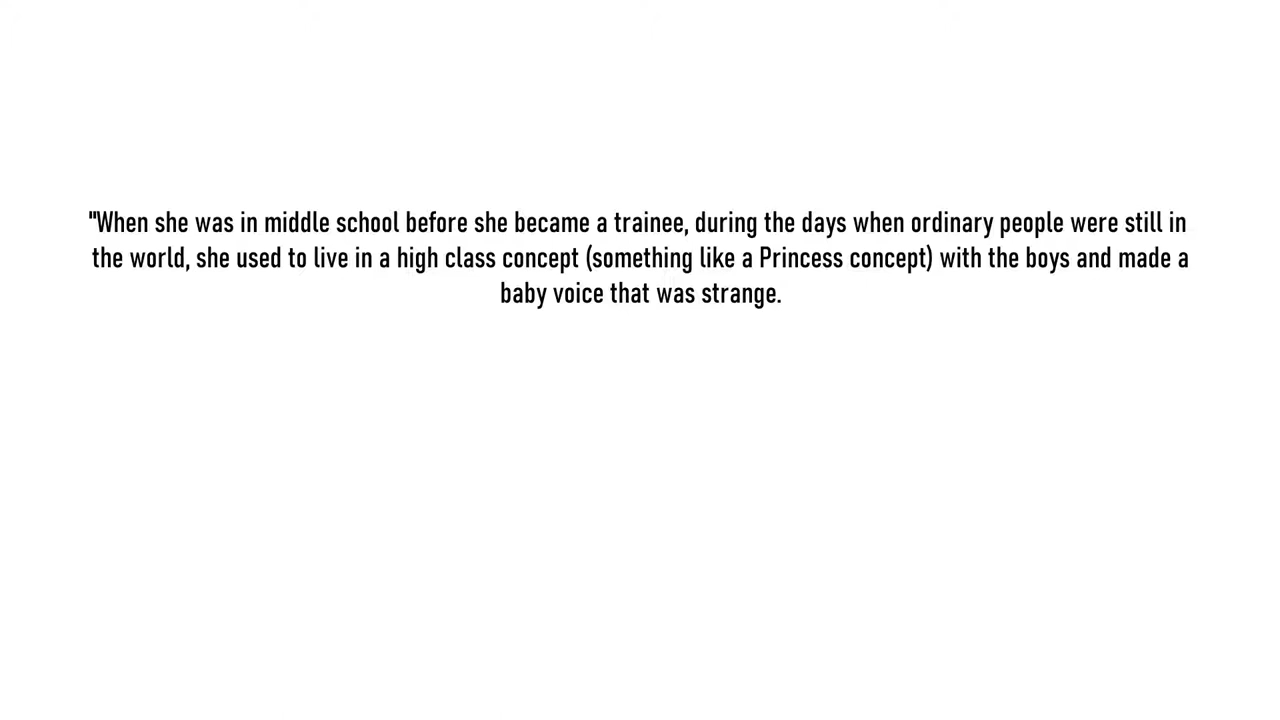 "When she was in middle school before she became a trainee, during the days when ordinary people were still in
the world, she used to live in a high class concept (something like a Princess concept) with the boys and made a
baby voice that was strange.